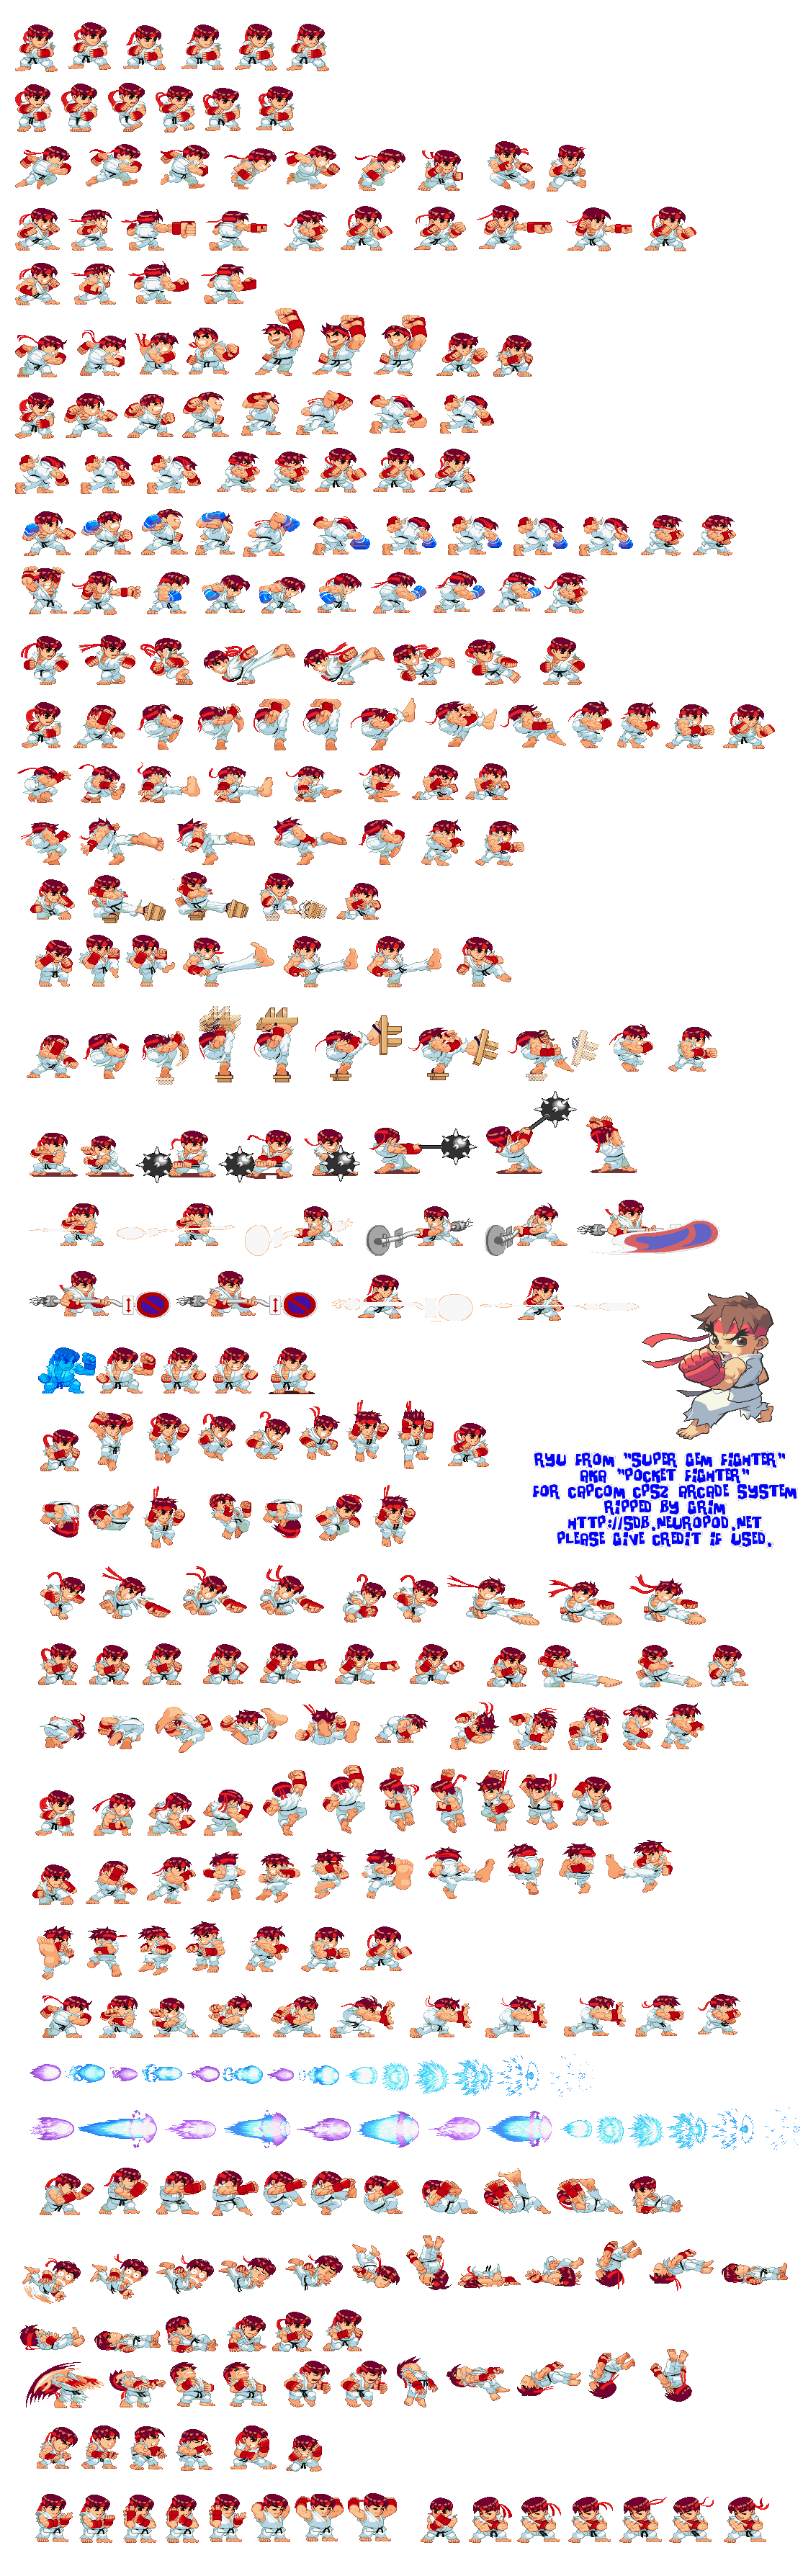 RYU FROM "SUPER GEM FIGHTER"
AKA "POCKET FIGHTER"
FOR CAPCOM CPS2 ARCADE SYSTEM
RIPPED BY GRIM
HTTP://SDB.NEUROPOD.NET
PLEASE GIVE CREDIT IF USED.